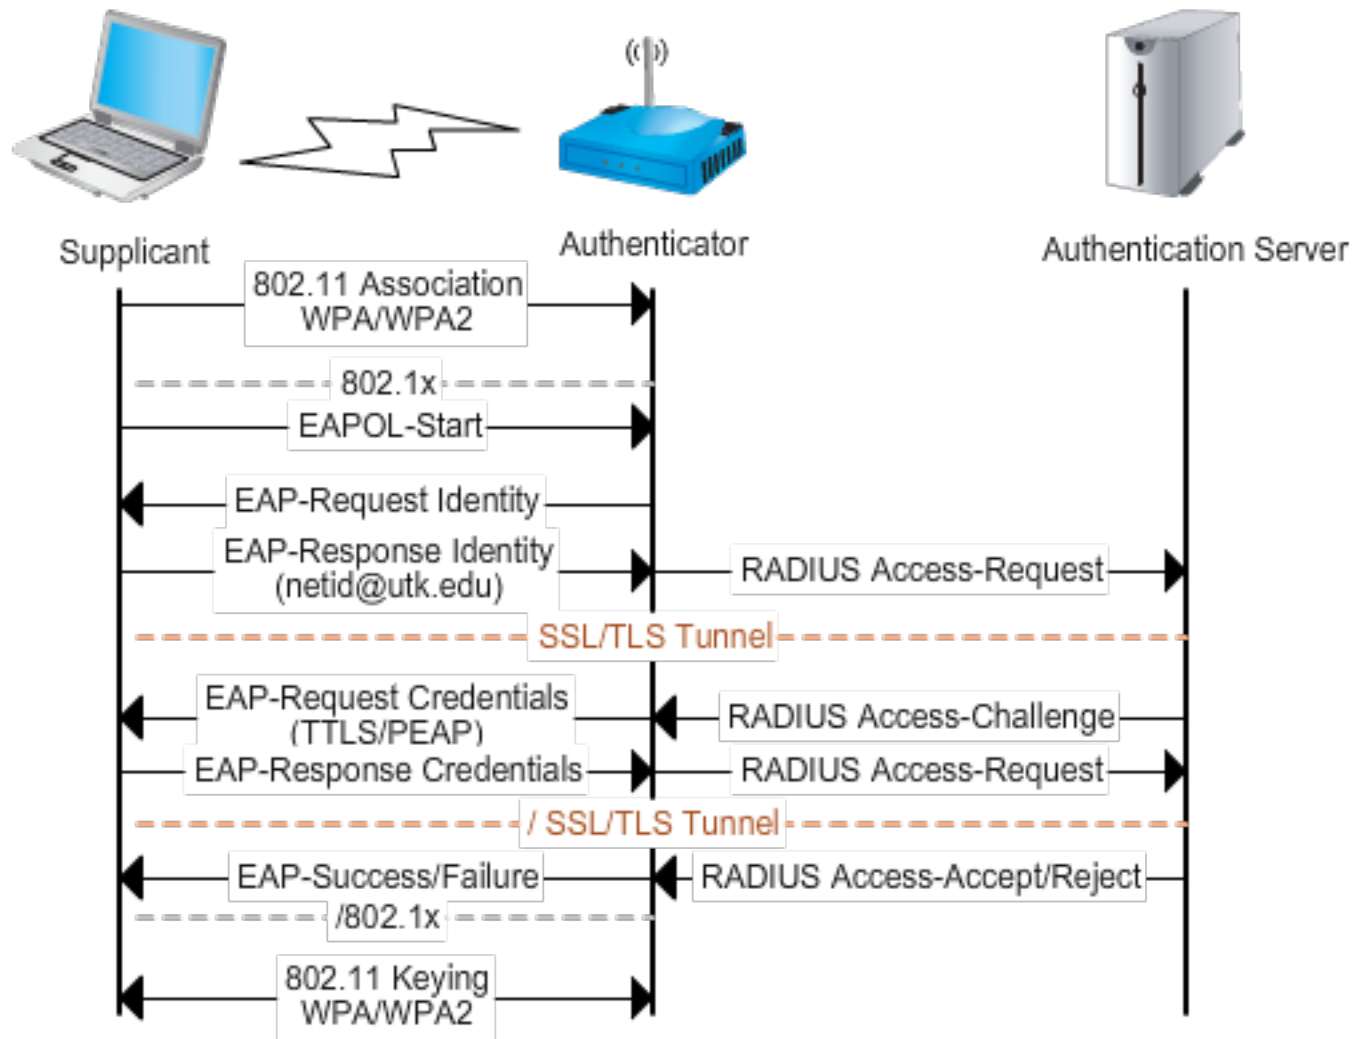 Supplicant
Authenticator
Authentication Server
802.11 Association
WPA/WPA2
802.1x
EAPOL-Start
EAP-Request Identity
EAP-Response Identity
(netid@utk.edu)
RADIUS Access-Request
SSL/TLS Tunnel
EAP-Request Credentials
(TTLS/PEAP)
RADIUS Access-Challenge
EAP-Response Credentials
RADIUS Access-Request
/ SSL/TLS Tunnel
EAP-Success/Failure
RADIUS Access-Accept/Reject
/802.1x
802.11 Keying
WPA/WPA2